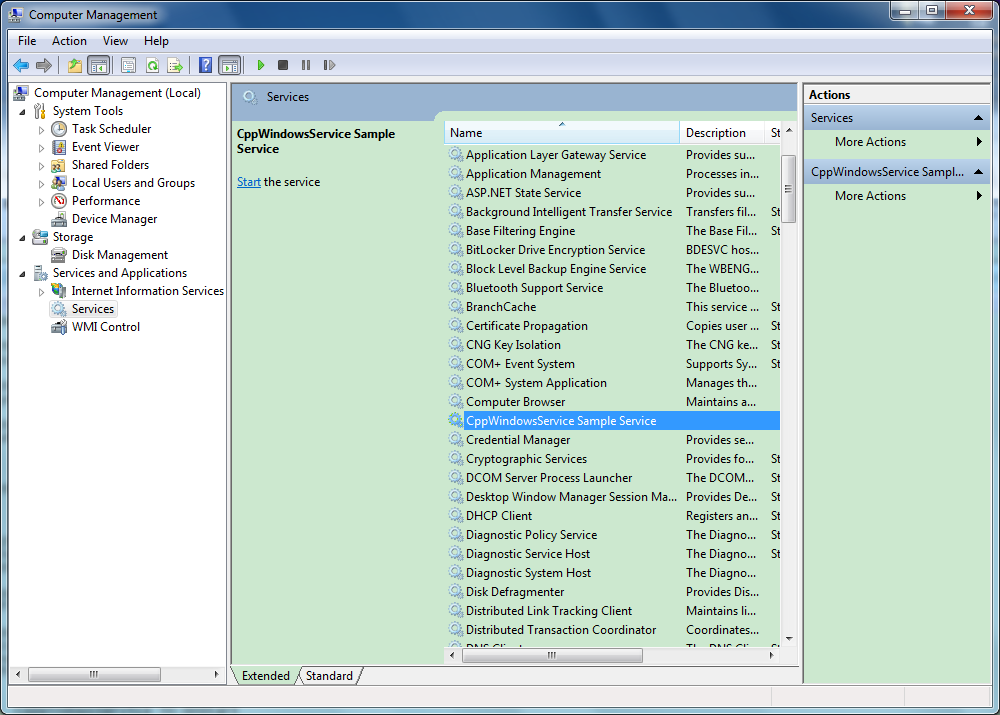 Computer Management
File Action View Help
Computer Management (Local)
System Tools
Task Scheduler
Event Viewer
Shared Folders
Local Users and Groups
Performance
Device Manager
Storage
Disk Management
Services and Applications
Internet Information Services
Services
WMI Control
Services
CppWindowsService Sample
Service
Start the service
Name Description St
Application Layer Gateway Service Provides su...
Application Management Processes in...
ASP.NET State Service Provides su...
Background Intelligent Transfer Service Transfers fil... St
Base Filtering Engine The Base Fil... St
BitLocker Drive Encryption Service BDESVC hos...
Block Level Backup Engine Service The WBENG...
Bluetooth Support Service The Bluetoo...
BranchCache This service ... St
Certificate Propagation Copies user ... St
CNG Key Isolation The CNG ke... St
COM+ Event System Supports Sy... St
COM+ System Application Manages th...
Computer Browser Maintains a...
CppWindowsService Sample Service
Credential Manager Provides se...
Cryptographic Services Provides fo... St
DCOM Server Process Launcher The DCOM... St
Desktop Window Manager Session Ma... Provides De... St
DHCP Client Registers an... St
Diagnostic Policy Service The Diagno... St
Diagnostic Service Host The Diagno... St
Diagnostic System Host The Diagno...
Disk Defragmenter Provides Dis...
Distributed Link Tracking Client Maintains li...
Distributed Transaction Coordinator Coordinates...
Extended Standard
Actions
Services
More Actions
CppWindowsService Sampl...
More Actions